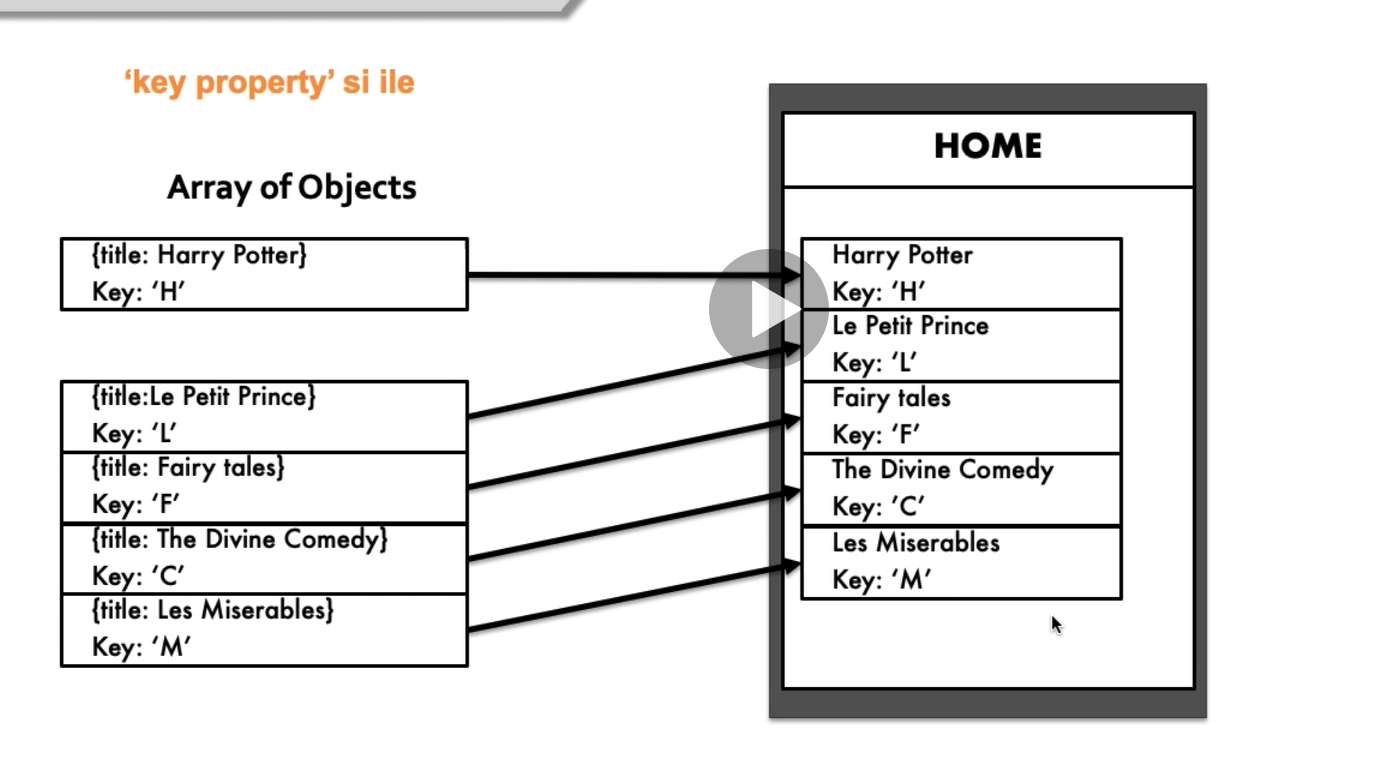 ‘key property’ si ile
Array of Objects
{title: Harry Potter}
Key: ‘H’
{title:Le Petit Prince}
Key: ‘L’
{title: Fairy tales}
Key: ‘F’
{title: The Divine Comedy}
Key: ‘C’
{title: Les Miserables}
Key: ‘M’
HOME
Harry Potter
Key: ‘H’
Le Petit Prince
Key: ‘L’
Fairy tales
Key: ‘F’
The Divine Comedy
Key: ‘C’
Les Miserables
Key: ‘M’